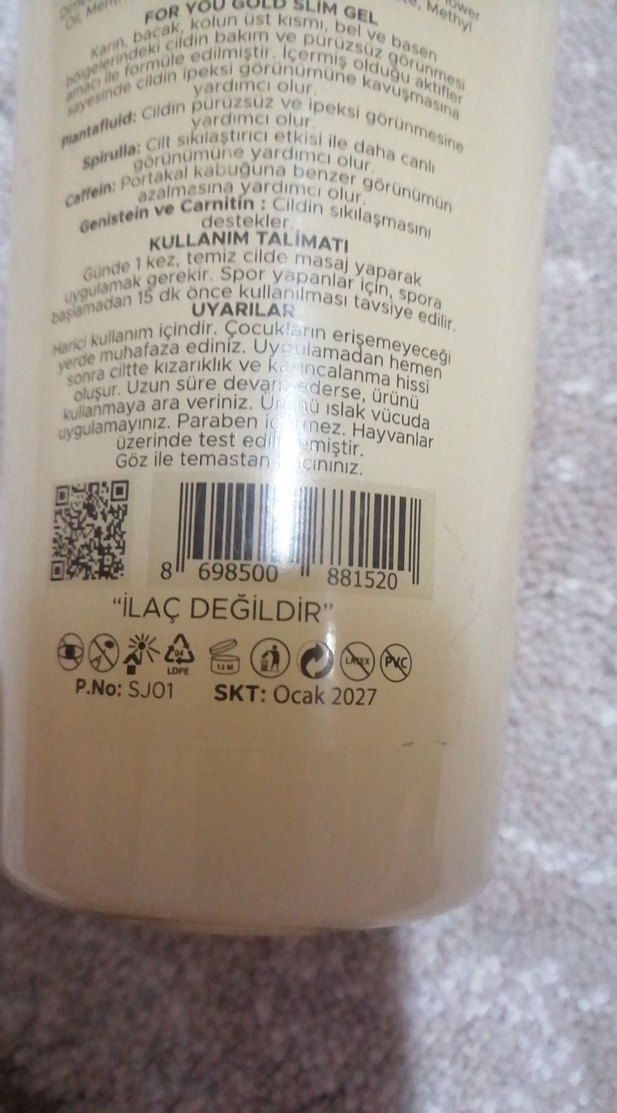 Oil, Ment
, Methyl
FOR YOU GOLD SLIM GEL
Karın, bacak, kolun üst kısmı, bel ve basen
bölgelerindeki cildin bakım ve pürüzsüz görünmesi
amacı ile formüle edilmiştir. İçermiş olduğu aktifler
sayesinde cildin ipeksi görünümüne kavuşmasına
yardımcı olur.
Plantafluid: Cildin pürüzsüz ve ipeksi görünmesine
yardımcı olur.
Spirulla: Cilt sıkılaştırıcı etkisi ile daha canlı
görünümüne yardımcı olur.
Caffein: Portakal kabuğuna benzer görünümün
azalmasına yardımcı olur.
Genistein ve Carnitin : Cildin sıkılaşmasını
destekler.
KULLANIM TALİMATI
Günde 1 kez, temiz cilde masaj yaparak
uygulamak gerekir. Spor yapanlar için, spora
başlamadan 15 dk önce kullanılması tavsiye edilir.
UYARILAR
Harici kullanım içindir. Çocukların erişemeyeceği
yerde muhafaza ediniz. Uygulamadan hemen
sonra ciltte kızarıklık ve karıncalanma hissi
oluşur. Uzun süre devam ederse, ürünü
kullanmaya ara veriniz. Ürünü ıslak vücuda
uygulamayınız. Paraben içermez. Hayvanlar
üzerinde test edilmemiştir.
Göz ile temastan kaçınınız.
8 698500 881520
"İLAÇ DEĞİLDİR"
04 LDPE 12 M LATEX PVC
P.No: SJ01 SKT: Ocak 2027